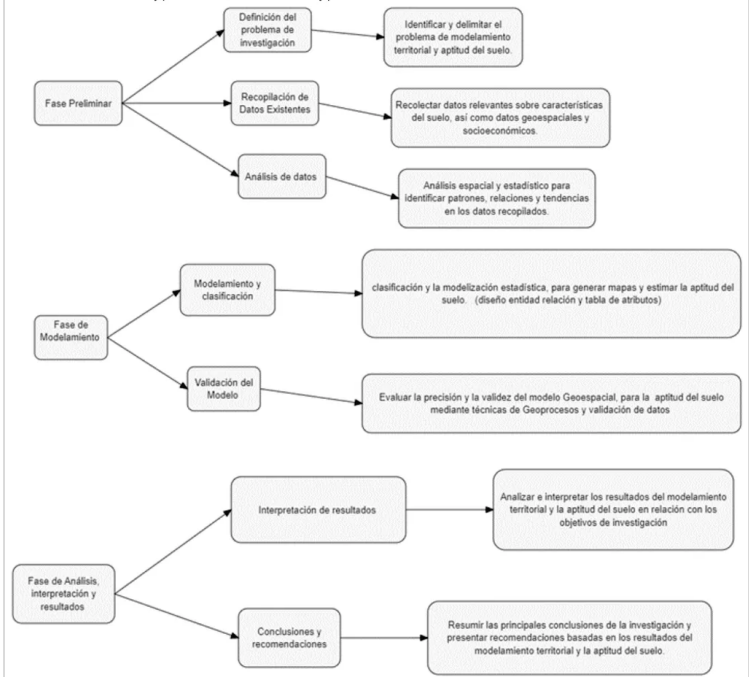 Definición del
problema de
investigación
Identificar y delimitar el
problema de modelamiento
territorial y aptitud del suelo.
Fase Preliminar
Recopilación de
Datos Existentes
Recolectar datos relevantes sobre características
del suelo, así como datos geoespaciales y
socioeconómicos.
Análisis de datos
Análisis espacial y estadístico para
identificar patrones, relaciones y tendencias
en los datos recopilados.
Modelamiento y
clasificación
clasificación y la modelización estadística, para generar mapas y estimar la aptitud del
suelo. (diseño entidad relación y tabla de atributos)
Fase de
Modelamiento
Validación del
Modelo
Evaluar la precisión y la validez del modelo Geoespacial, para la aptitud del suelo
mediante técnicas de Geoprocesos y validación de datos
Interpretación de resultados
Analizar e interpretar los resultados del modelamiento
territorial y la aptitud del suelo en relación con los
objetivos de investigación
Fase de Análisis,
interpretación y
resultados
Conclusiones y
recomendaciones
Resumir las principales conclusiones de la investigación y
presentar recomendaciones basadas en los resultados del
modelamiento territorial y la aptitud del suelo.